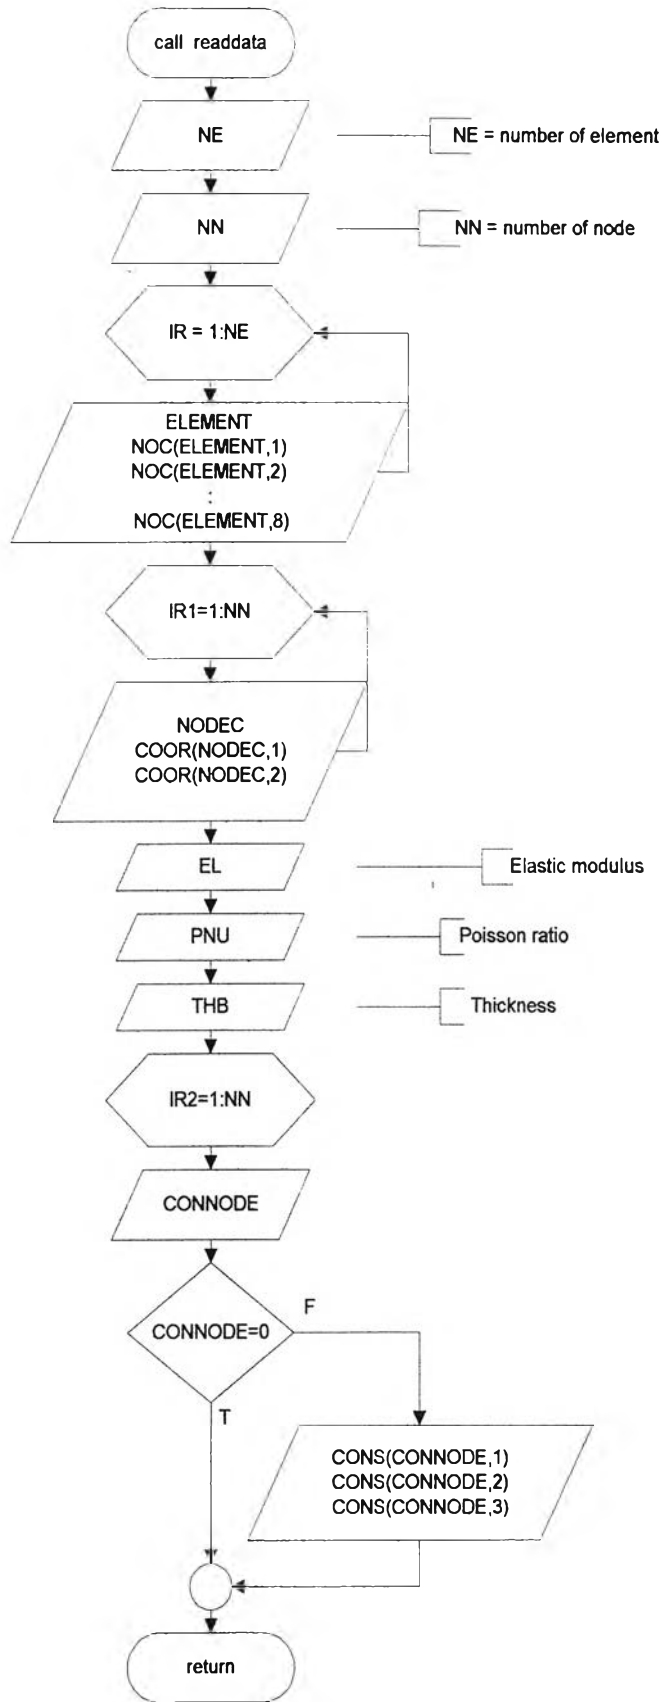 call readdata
NE
NE = number of element
NN
NN = number of node
IR = 1:NE
ELEMENT
NOC(ELEMENT,1)
NOC(ELEMENT,2)
:
NOC(ELEMENT,8)
IR1=1:NN
NODEC
COOR(NODEC,1)
COOR(NODEC,2)
EL
Elastic modulus
PNU
Poisson ratio
THB
Thickness
IR2=1:NN
CONNODE
CONNODE=0
F
T
CONS(CONNODE,1)
CONS(CONNODE,2)
CONS(CONNODE,3)
return